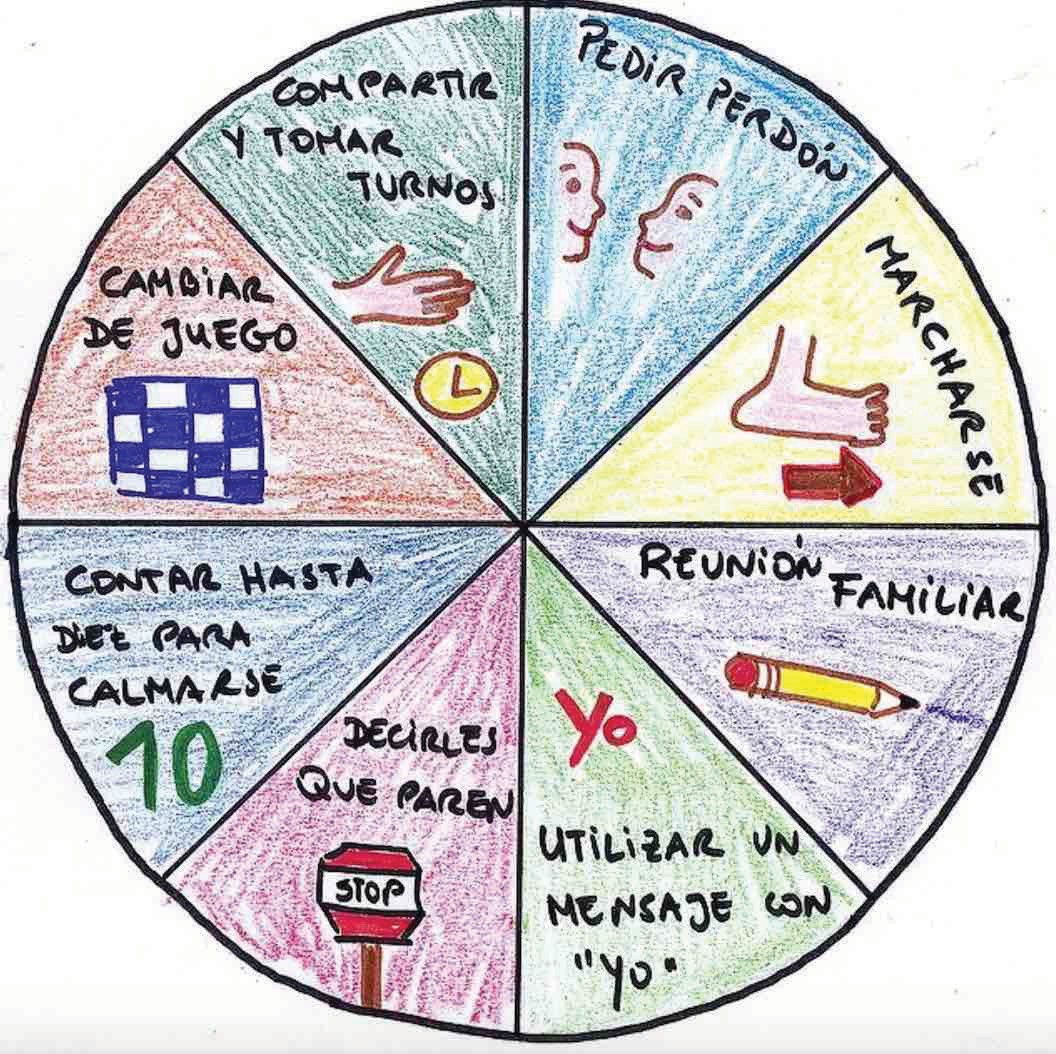 PEDIR PERDÓN
MARCHARSE
REUNIÓN FAMILIAR
Yo
UTILIZAR UN
MENSAJE CON
"YO"
DECIRLES
QUE PAREN
STOP
CONTAR HASTA
DIEZ PARA
CALMARSE
10
CAMBIAR
DE JUEGO
COMPARTIR
Y TOMAR
TURNOS